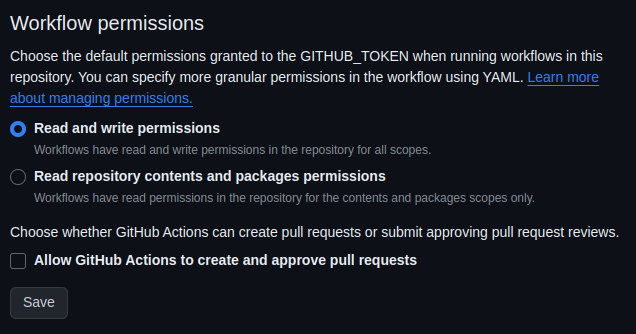 Workflow permissions
Choose the default permissions granted to the GITHUB_TOKEN when running workflows in this
repository. You can specify more granular permissions in the workflow using YAML. Learn more
about managing permissions.
Read and write permissions
Workflows have read and write permissions in the repository for all scopes.
Read repository contents and packages permissions
Workflows have read permissions in the repository for the contents and packages scopes only.
Choose whether GitHub Actions can create pull requests or submit approving pull request reviews.
Allow GitHub Actions to create and approve pull requests
Save